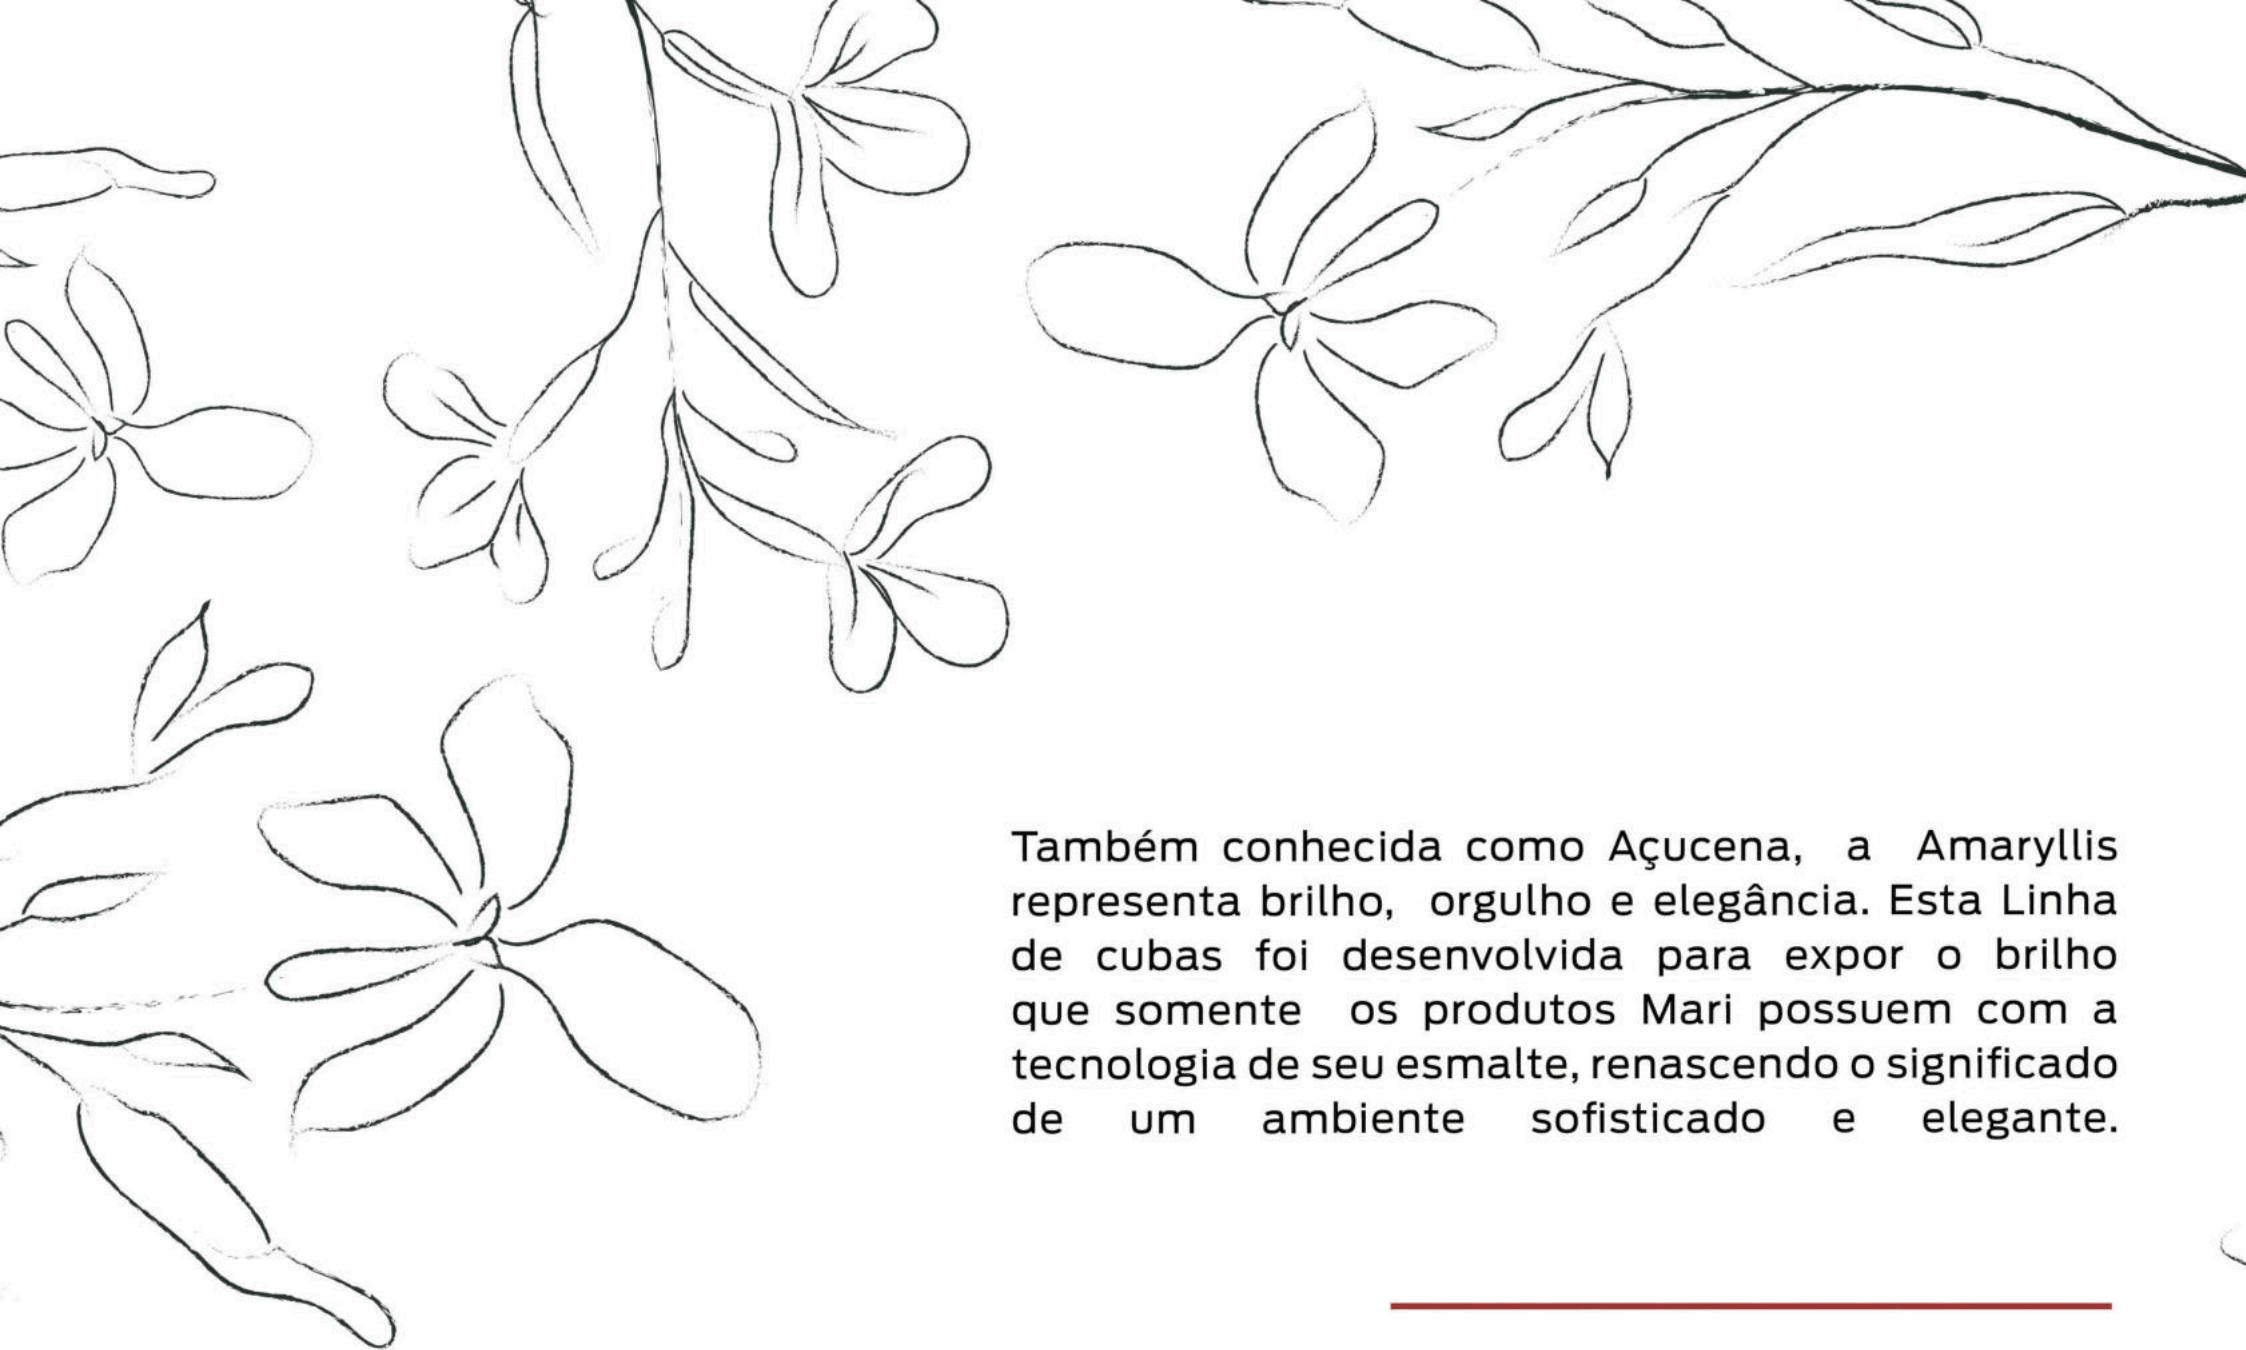 Também conhecida como Açucena, a Amaryllis
representa brilho, orgulho e elegância. Esta Linha
de cubas foi desenvolvida para expor o brilho
que somente os produtos Mari possuem com a
tecnologia de seu esmalte, renascendo o significado
de um ambiente sofisticado e elegante.